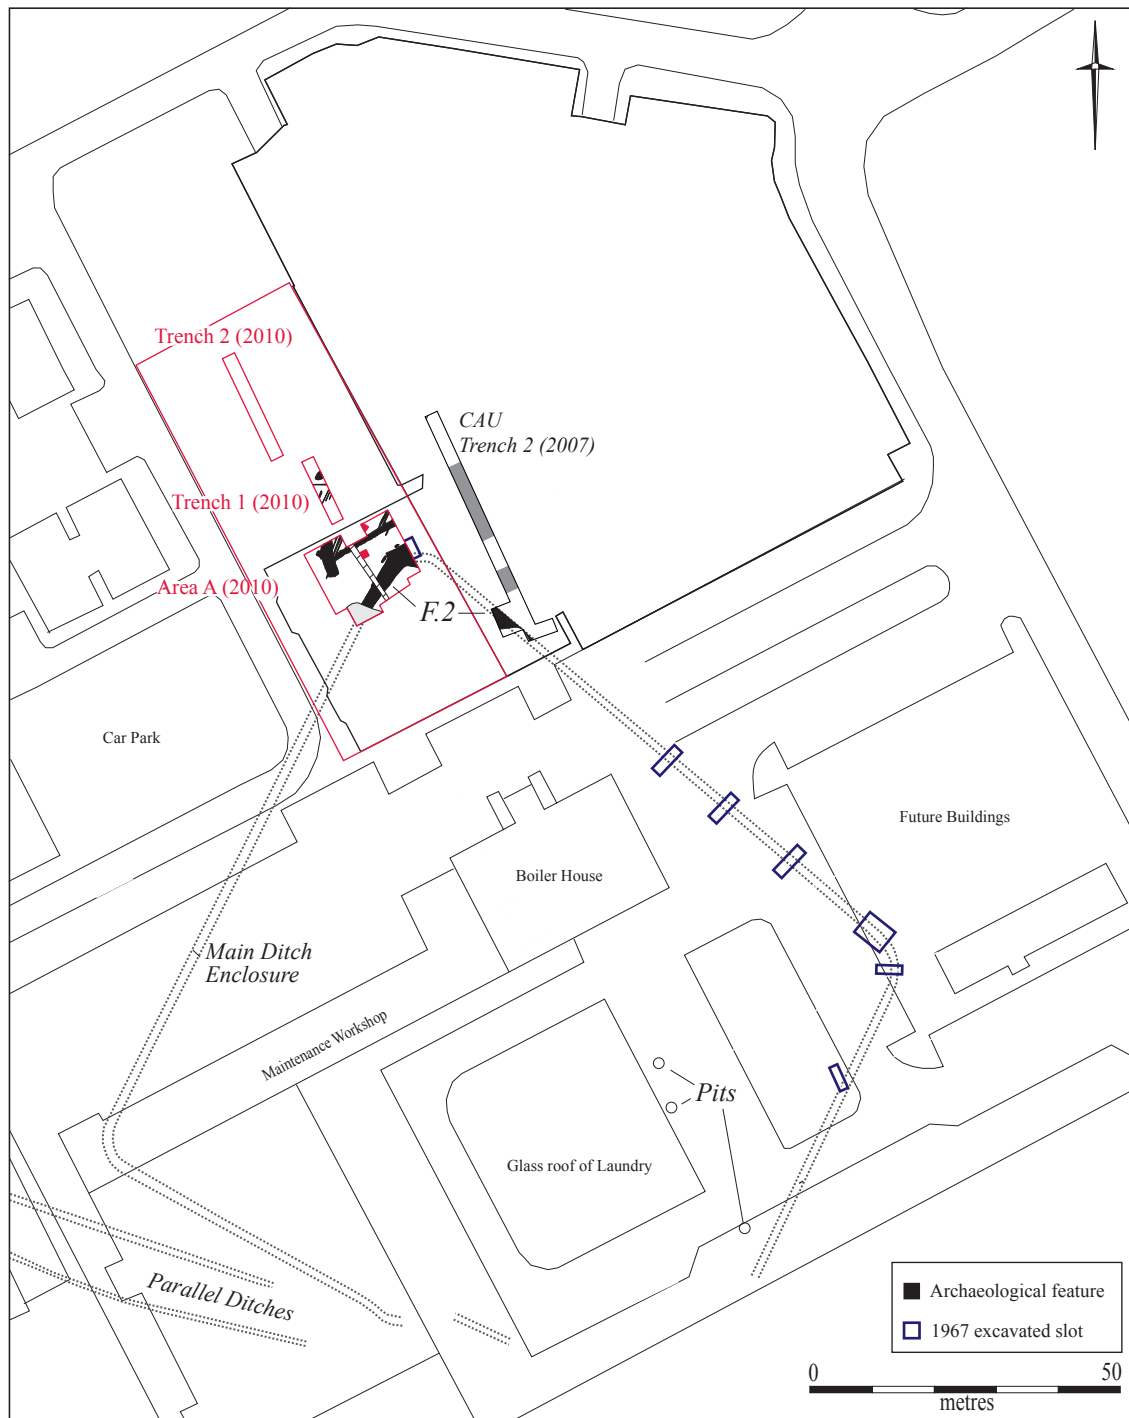 Trench 2 (2010)
CAU
Trench 2 (2007)
Trench 1 (2010)
Area A (2010)
F.2
Car Park
Future Buildings
Boiler House
Main Ditch
Enclosure
Maintenance Workshop
Pits
Glass roof of Laundry
Parallel Ditches
Archaeological feature
1967 excavated slot
0 50
metres